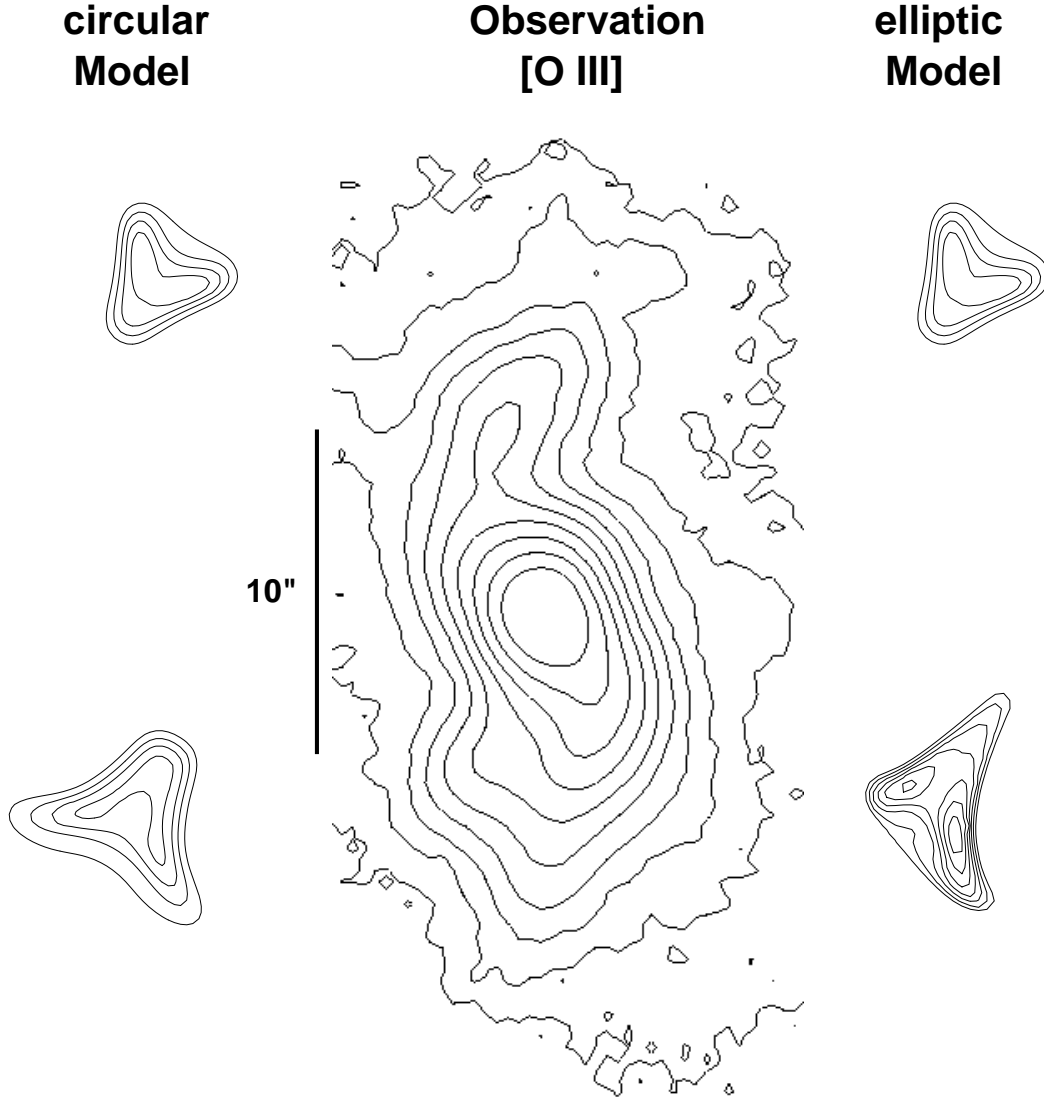 circular
Model
Observation
[O III]
elliptic
Model
10"